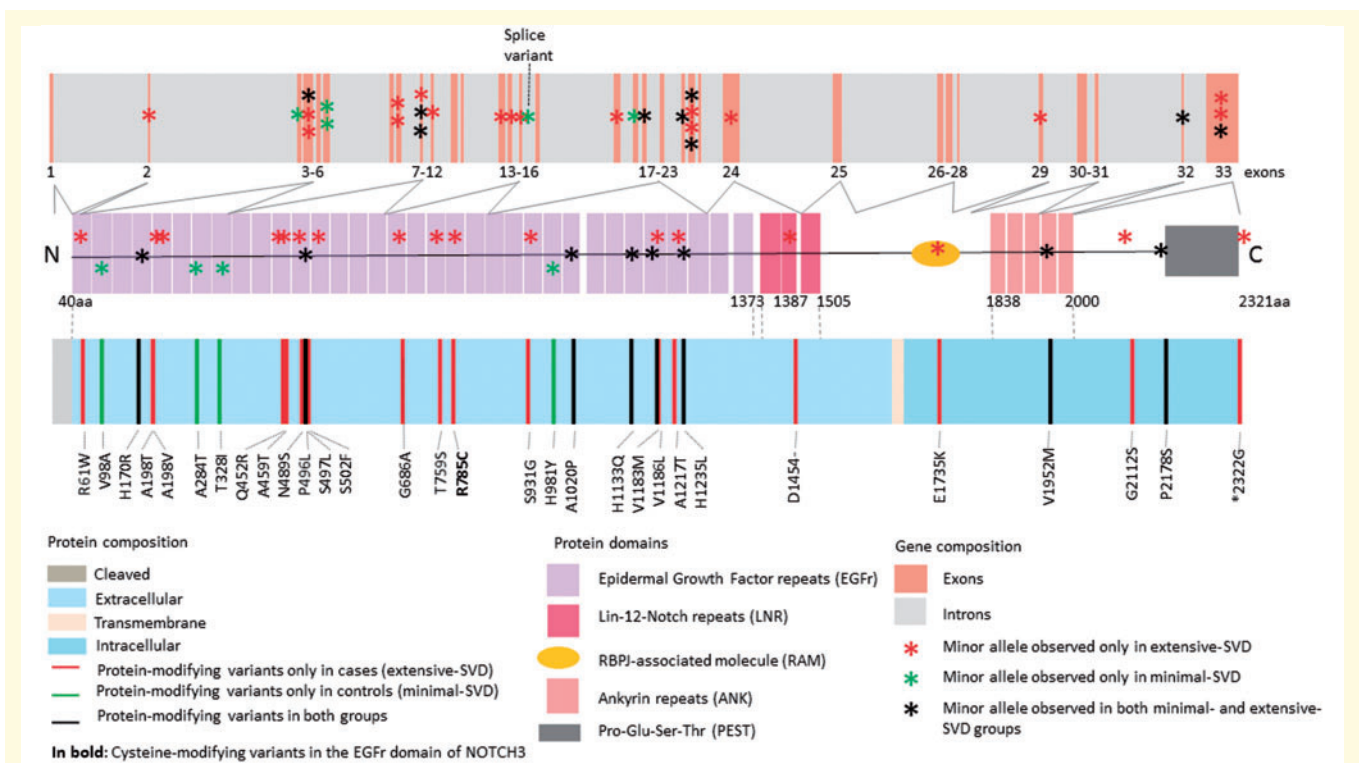 Splice
variant
1 2 3-6 7-12 13-16 17-23 24 25 26-28 29 30-31 32 33 exons
N C
40aa 1373 1387 1505 1838 2000 2321aa
R61W
V98A
H170R
A198T
A198V
A284T
T328I
Q452R
A459T
N489S
P496L
S497L
S502F
G686A
T759S
R785C
S931G
H981Y
A1020P
H1133Q
V1183M
V1186L
A1217T
H1235L
D1454-
E1735K
V1952M
G2112S
P2178S
*2322G
Protein composition
Cleaved
Extracellular
Transmembrane
Intracellular
Protein-modifying variants only in cases (extensive-SVD)
Protein-modifying variants only in controls (minimal-SVD)
Protein-modifying variants in both groups
In bold: Cysteine-modifying variants in the EGFr domain of NOTCH3
Protein domains
Epidermal Growth Factor repeats (EGFr)
Lin-12-Notch repeats (LNR)
RBPJ-associated molecule (RAM)
Ankyrin repeats (ANK)
Pro-Glu-Ser-Thr (PEST)
Gene composition
Exons
Introns
Minor allele observed only in extensive-SVD
Minor allele observed only in minimal-SVD
Minor allele observed in both minimal- and extensive-
SVD groups